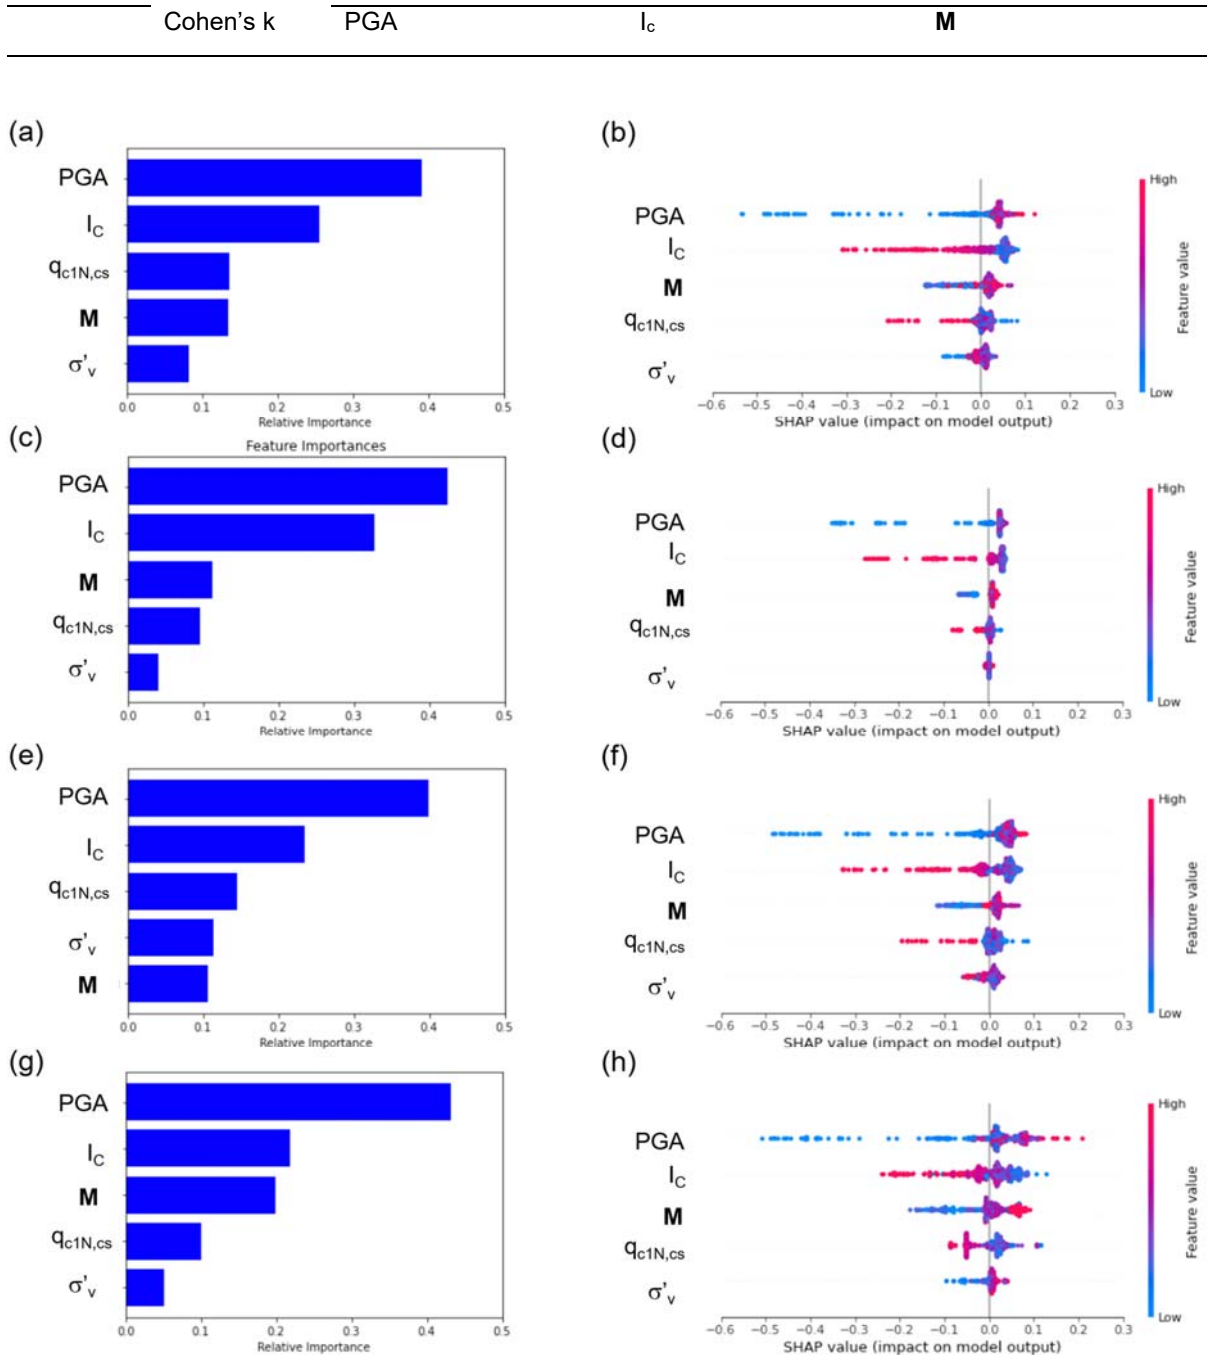 Cohen's k PGA Ic M
(a)
PGA
IC
qc1N,cs
M
σ'v
0.0 0.1 0.2 0.3 0.4 0.5
Relative Importance
(b)
PGA
IC
M
qc1N,cs
σ'v
−0.6 −0.5 −0.4 −0.3 −0.2 −0.1 0.0 0.1 0.2 0.3
SHAP value (impact on model output)
High
Feature value
Low
(c)
Feature Importances
PGA
IC
M
qc1N,cs
σ'v
0.0 0.1 0.2 0.3 0.4 0.5
Relative Importance
(d)
PGA
IC
M
qc1N,cs
σ'v
−0.6 −0.5 −0.4 −0.3 −0.2 −0.1 0.0 0.1 0.2 0.3
SHAP value (impact on model output)
High
Feature value
Low
(e)
PGA
IC
qc1N,cs
σ'v
M
0.0 0.1 0.2 0.3 0.4 0.5
Relative Importance
(f)
PGA
IC
M
qc1N,cs
σ'v
−0.6 −0.5 −0.4 −0.3 −0.2 −0.1 0.0 0.1 0.2 0.3
SHAP value (impact on model output)
High
Feature value
Low
(g)
PGA
IC
M
qc1N,cs
σ'v
0.0 0.1 0.2 0.3 0.4 0.5
Relative Importance
(h)
PGA
IC
M
qc1N,cs
σ'v
−0.6 −0.5 −0.4 −0.3 −0.2 −0.1 0.0 0.1 0.2 0.3
SHAP value (impact on model output)
High
Feature value
Low